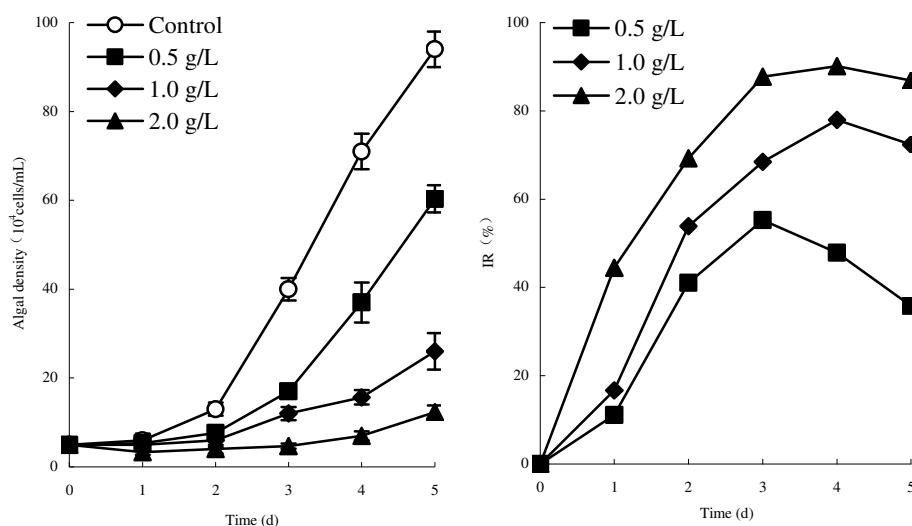 100
80
60
40
20
0
Algal density（10⁴cells/mL）
Control
0.5 g/L
1.0 g/L
2.0 g/L
0 1 2 3 4 5
Time (d)
100
80
60
40
20
0
IR（%）
0.5 g/L
1.0 g/L
2.0 g/L
0 1 2 3 4 5
Time (d)